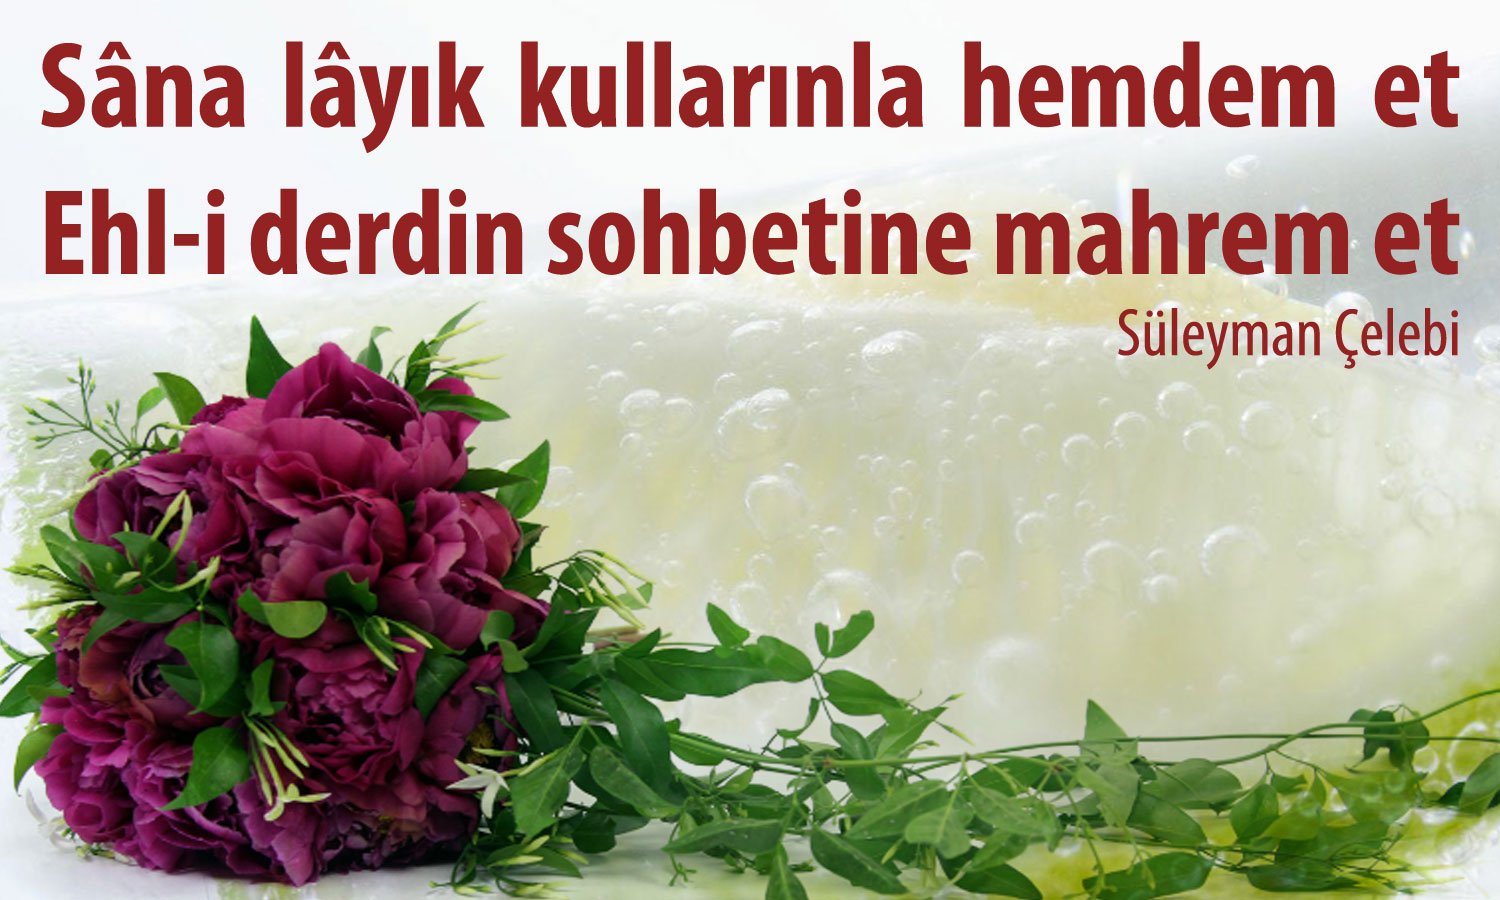 Sâna lâyık kullarınla hemdem et
Ehl-i derdin sohbetine mahrem et
Süleyman Çelebi